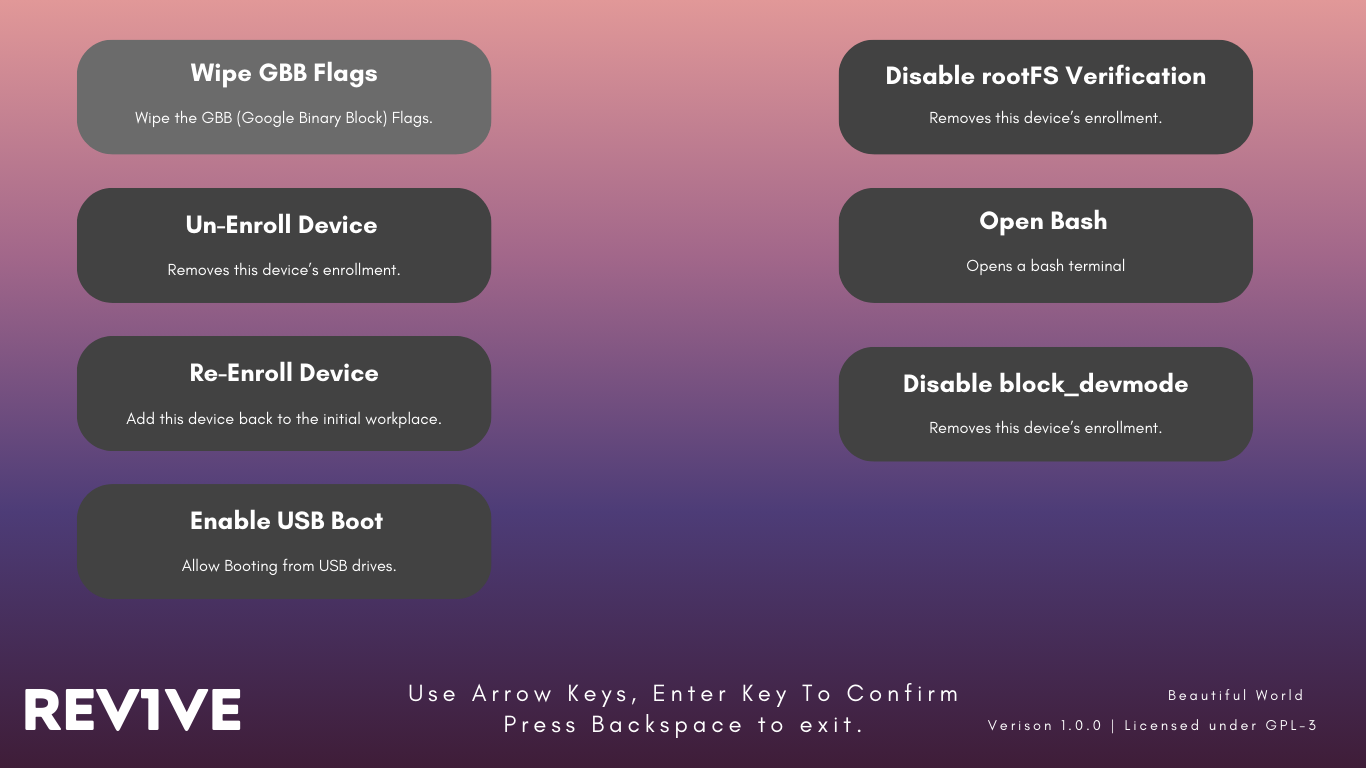 Wipe GBB Flags
Wipe the GBB (Google Binary Block) Flags.
Un-Enroll Device
Removes this device's enrollment.
Re-Enroll Device
Add this device back to the initial workplace.
Enable USB Boot
Allow Booting from USB drives.
Disable rootFS Verification
Removes this device's enrollment.
Open Bash
Opens a bash terminal
Disable block_devmode
Removes this device's enrollment.
REV1VE
Use Arrow Keys, Enter Key To Confirm
Press Backspace to exit.
Beautiful World
Verison 1.0.0 | Licensed under GPL-3